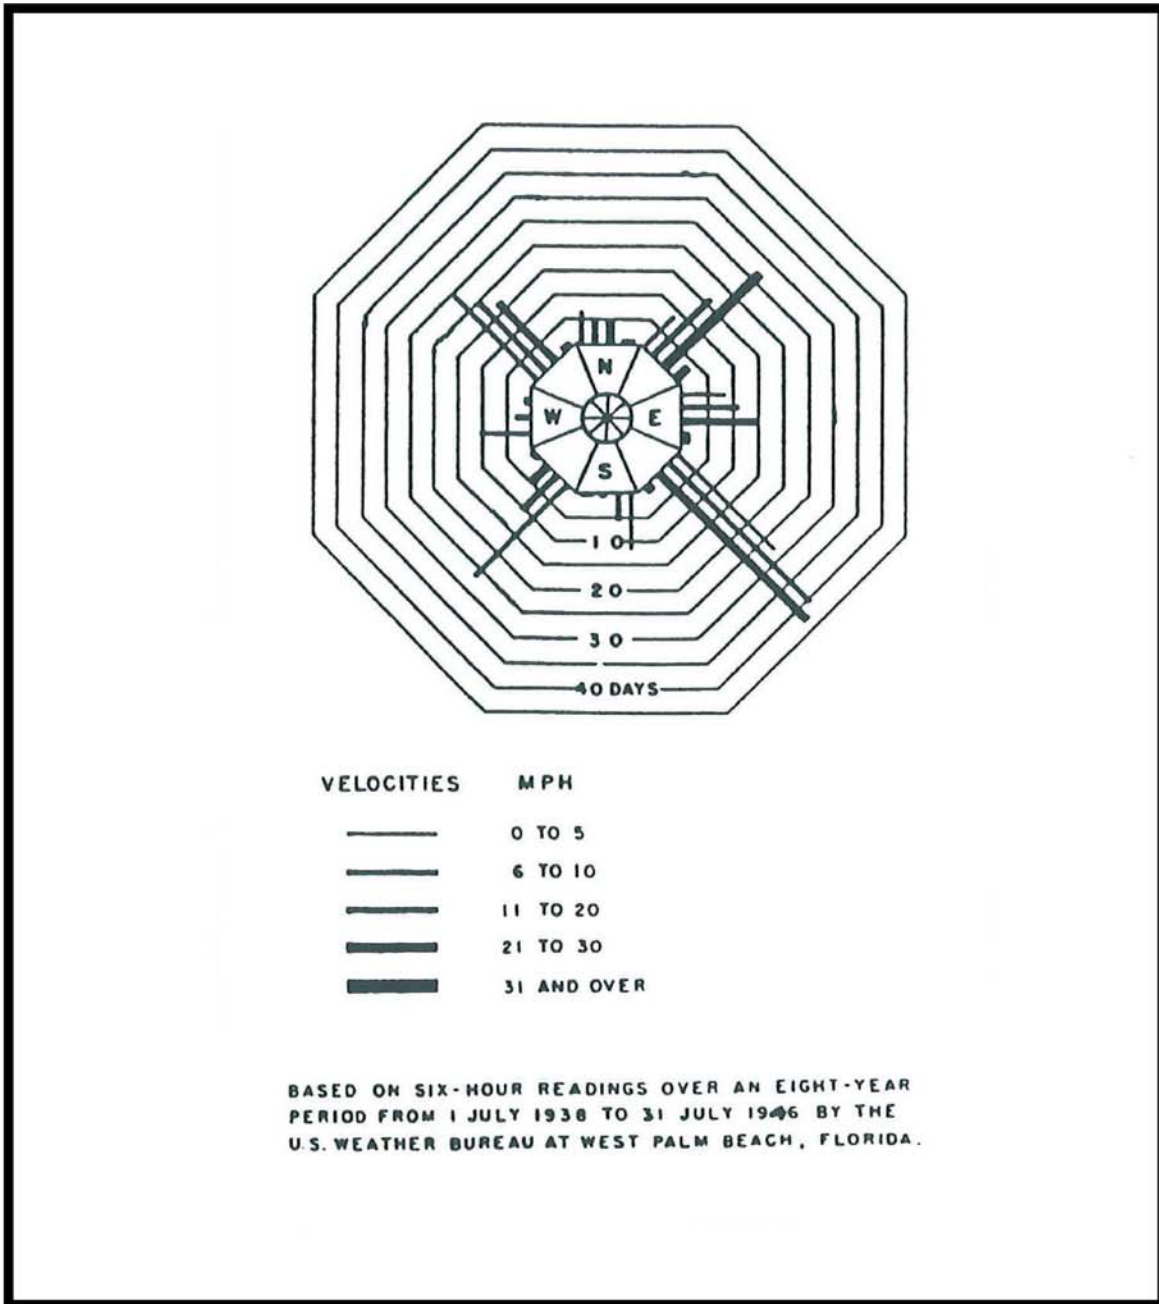 N
W E
S
10
20
30
40 DAYS
VELOCITIES MPH
0 TO 5
6 TO 10
11 TO 20
21 TO 30
31 AND OVER
BASED ON SIX-HOUR READINGS OVER AN EIGHT-YEAR
PERIOD FROM 1 JULY 1938 TO 31 JULY 1946 BY THE
U.S. WEATHER BUREAU AT WEST PALM BEACH, FLORIDA.